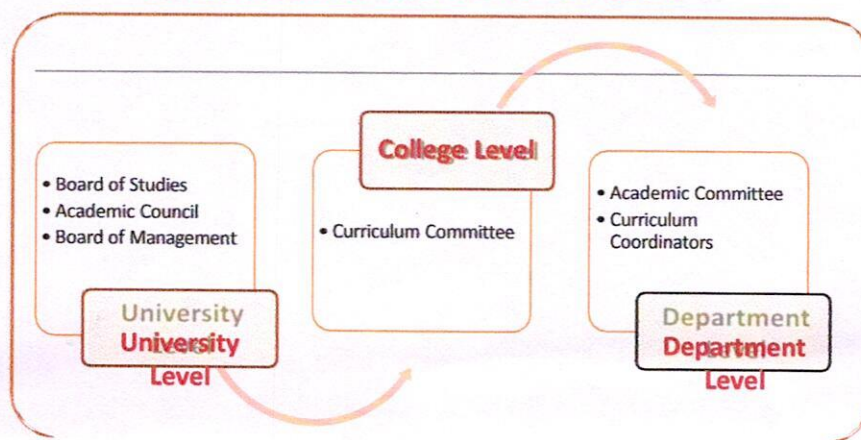 College Level
• Board of Studies
• Academic Council
• Board of Management
• Curriculum Committee
• Academic Committee
• Curriculum
Coordinators
University
University
Level
Department
Department
Level